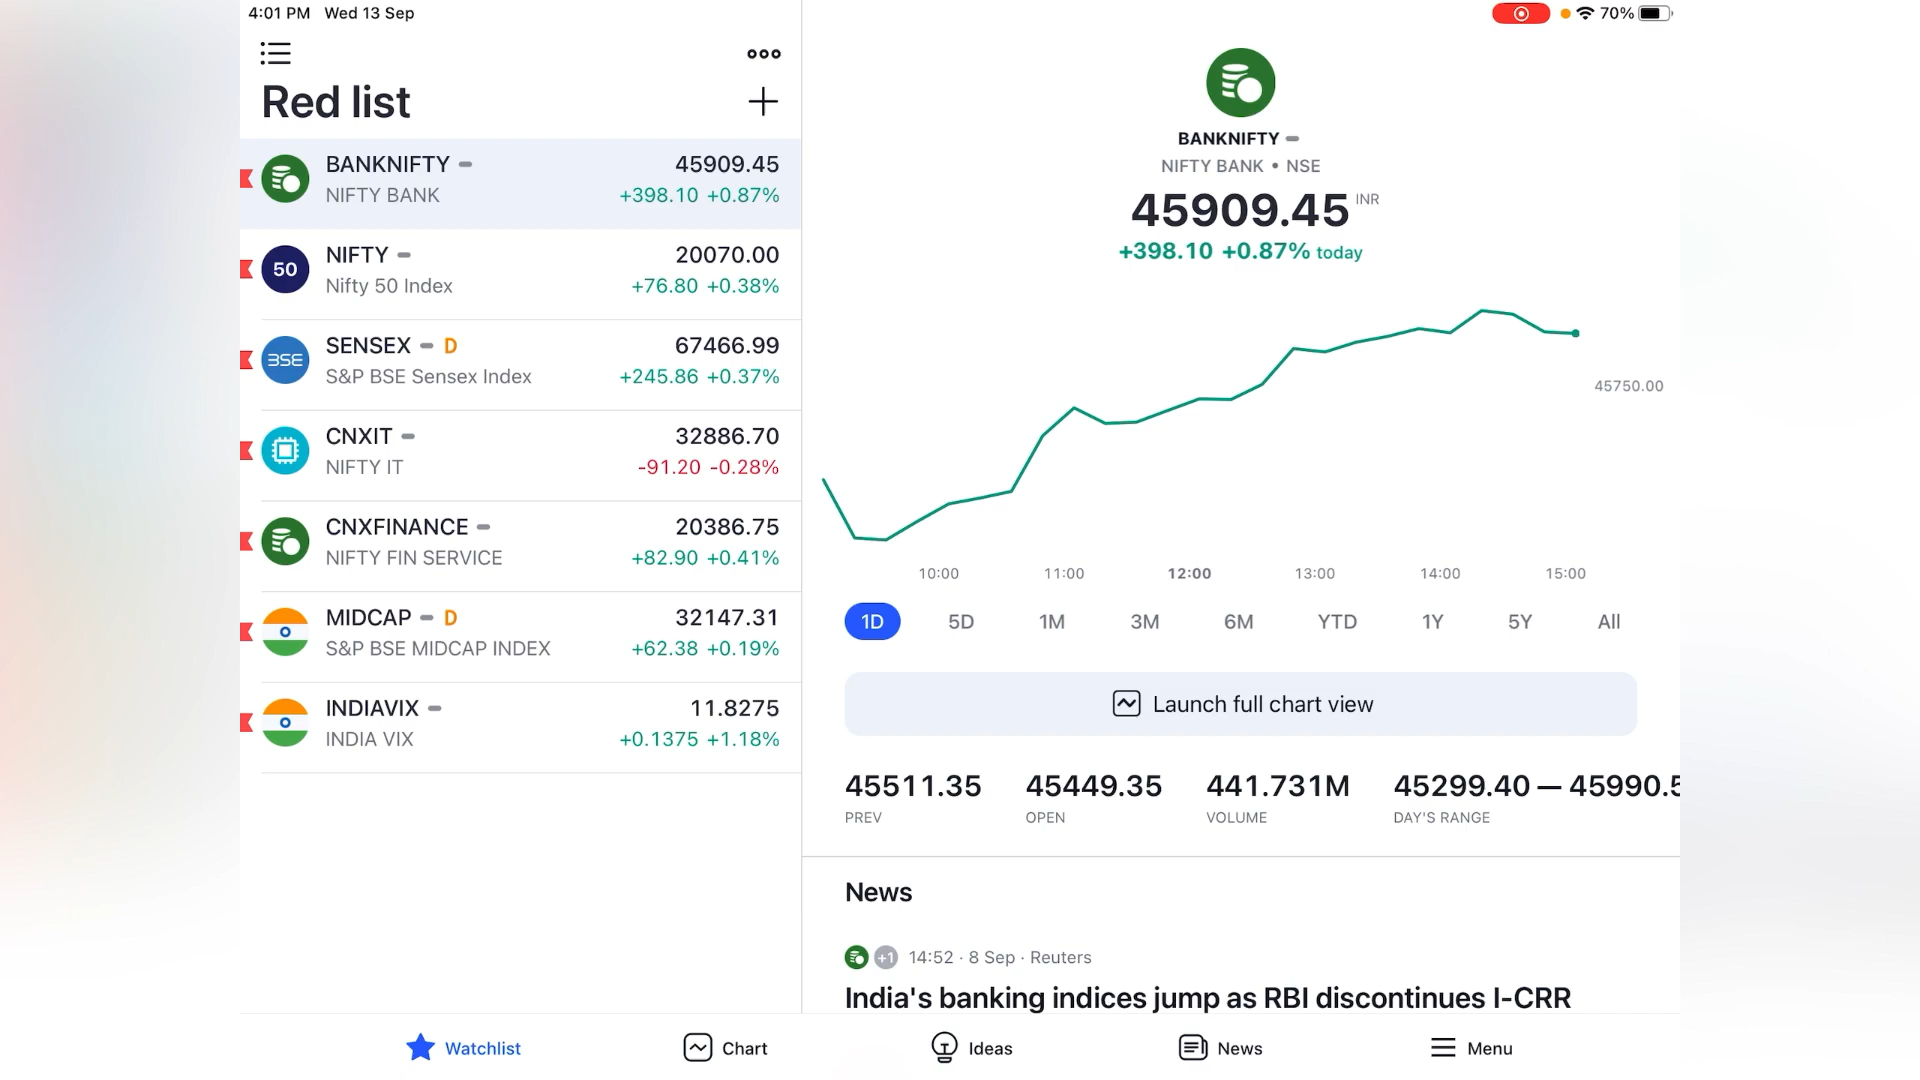 4:01 PM Wed 13 Sep
70%
Red list
BANKNIFTY
45909.45
NIFTY BANK
+398.10 +0.87%
50
NIFTY
20070.00
Nifty 50 Index
+76.80 +0.38%
BSE
SENSEX D
67466.99
S&P BSE Sensex Index
+245.86 +0.37%
CNXIT
32886.70
NIFTY IT
-91.20 -0.28%
CNXFINANCE
20386.75
NIFTY FIN SERVICE
+82.90 +0.41%
MIDCAP D
32147.31
S&P BSE MIDCAP INDEX
+62.38 +0.19%
INDIAVIX
11.8275
INDIA VIX
+0.1375 +1.18%
BANKNIFTY
NIFTY BANK • NSE
45909.45 INR
+398.10 +0.87% today
45750.00
10:00 11:00 12:00 13:00 14:00 15:00
1D 5D 1M 3M 6M YTD 1Y 5Y All
Launch full chart view
45511.35 45449.35 441.731M 45299.40 — 45990.5
PREV OPEN VOLUME DAY'S RANGE
News
+1 14:52 · 8 Sep · Reuters
India's banking indices jump as RBI discontinues I-CRR
Watchlist Chart Ideas News Menu